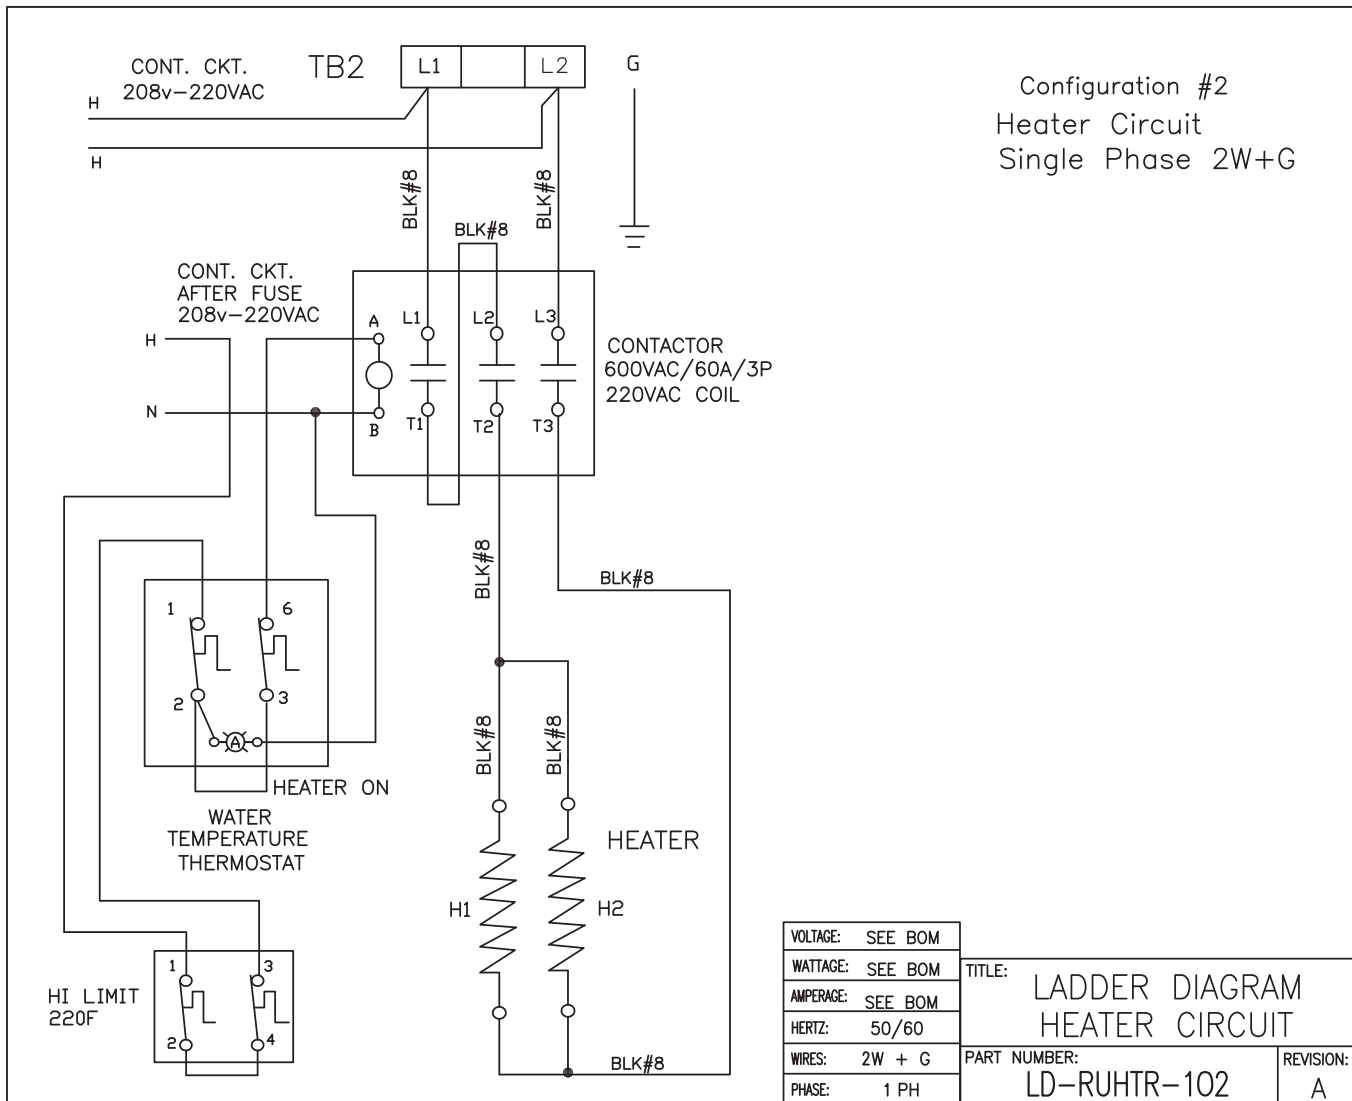 CONT. CKT.
208v-220VAC
TB2
L1
L2
G
H
H
Configuration #2
Heater Circuit
Single Phase 2W+G
BLK#8
BLK#8
BLK#8
CONT. CKT.
AFTER FUSE
208v-220VAC
H
N
A
B
L1
L2
L3
T1
T2
T3
CONTACTOR
600VAC/60A/3P
220VAC COIL
BLK#8
BLK#8
1
6
2
3
A
HEATER ON
WATER
TEMPERATURE
THERMOSTAT
BLK#8
BLK#8
HEATER
H1
H2
BLK#8
HI LIMIT
220F
1
3
2
4
VOLTAGE: SEE BOM
WATTAGE: SEE BOM
AMPERAGE: SEE BOM
HERTZ: 50/60
WIRES: 2W + G
PHASE: 1 PH
TITLE:
LADDER DIAGRAM
HEATER CIRCUIT
PART NUMBER:
LD-RUHTR-102
REVISION:
A